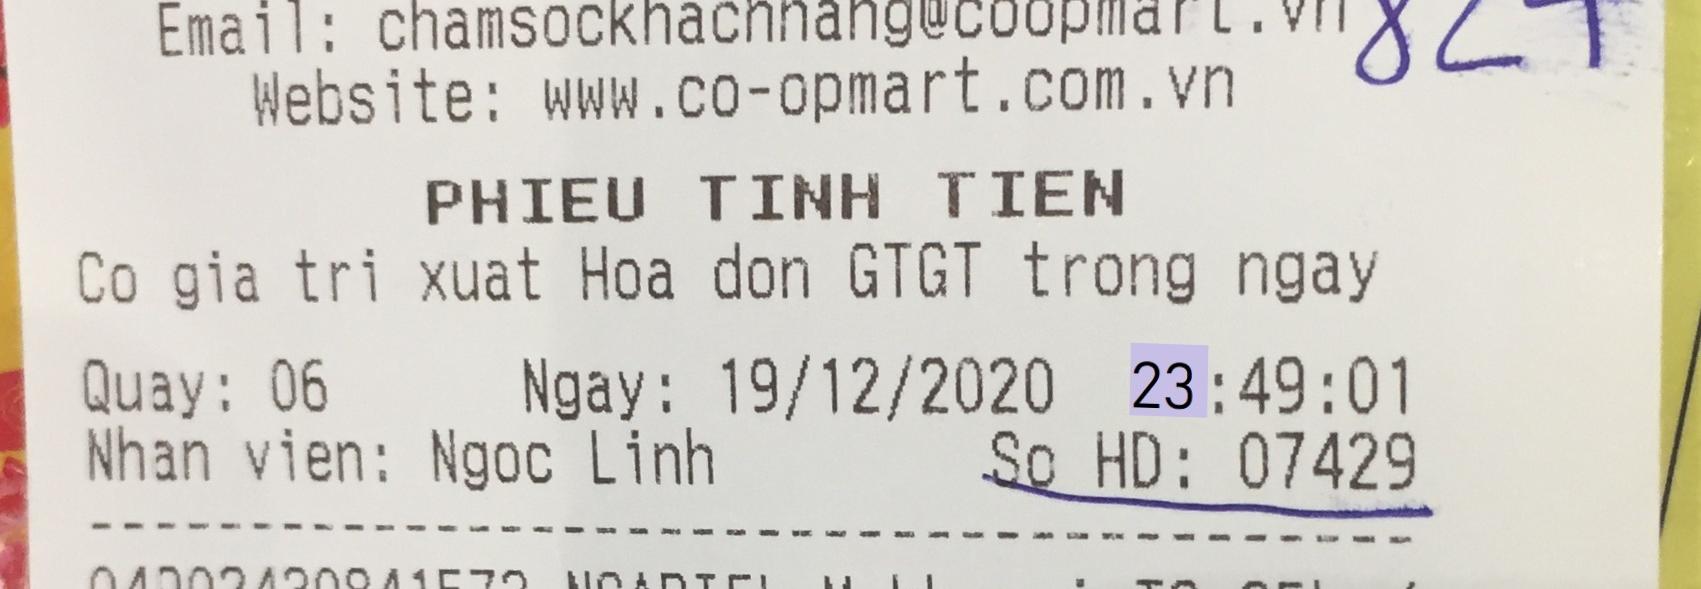 Email: chamsockhachhang@coopmart.vn
Website: www.co-opmart.com.vn
PHIEU TINH TIEN
Co gia tri xuat Hoa don GTGT trong ngay
Quay: 06 Ngay: 19/12/2020 23:49:01
Nhan vien: Ngoc Linh So HD: 07429